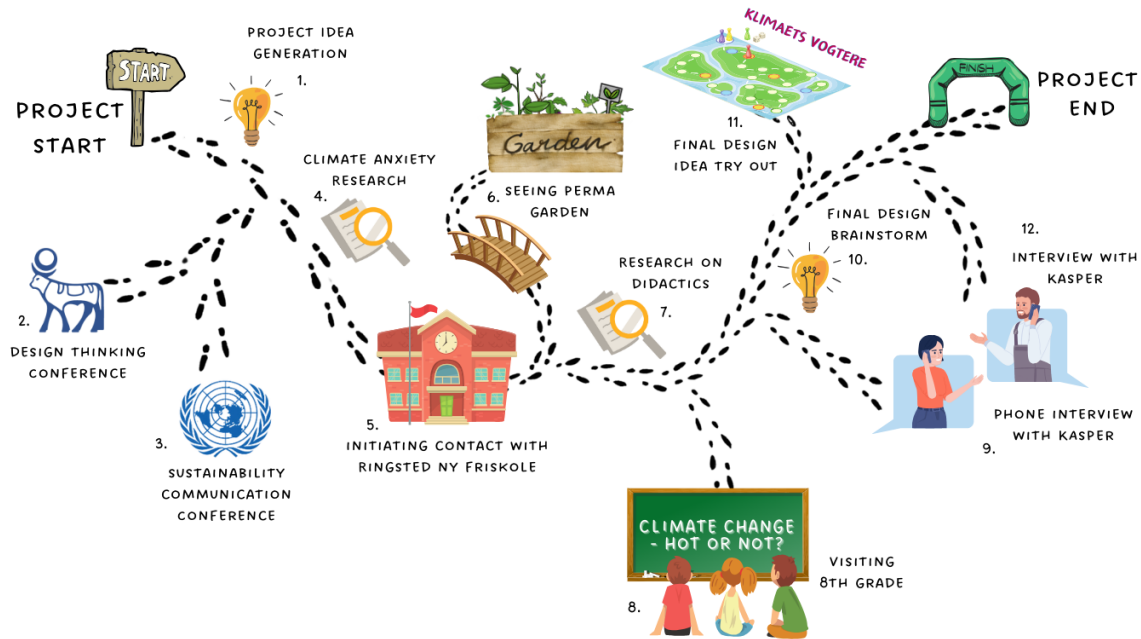 START
PROJECT
START
PROJECT IDEA
GENERATION
1.
2.
DESIGN THINKING
CONFERENCE
3.
SUSTAINABILITY
COMMUNICATION
CONFERENCE
CLIMATE ANXIETY
RESEARCH
4.
5.
INITIATING CONTACT WITH
RINGSTED NY FRISKOLE
Garden
6.
SEEING PERMA
GARDEN
RESEARCH ON
DIDACTICS
7.
CLIMATE CHANGE
- HOT OR NOT?
8.
VISITING
8TH GRADE
PHONE INTERVIEW
WITH KASPER
9.
FINAL DESIGN
BRAINSTORM
10.
KLIMAETS VOGTERE
11.
FINAL DESIGN
IDEA TRY OUT
12.
INTERVIEW WITH
KASPER
FINISH
PROJECT
END